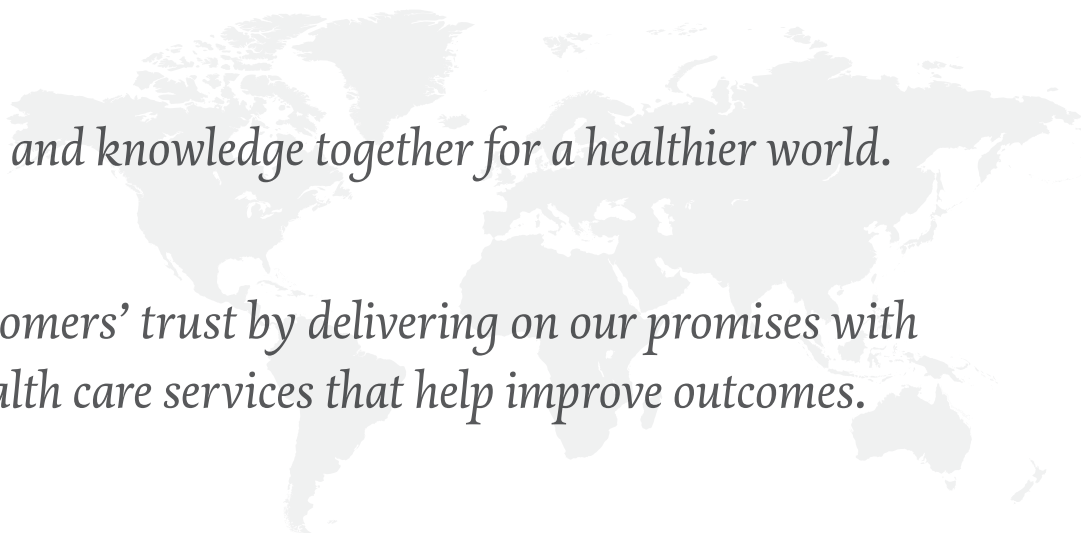 and knowledge together for a healthier world.
omers’ trust by delivering on our promises with
alth care services that help improve outcomes.